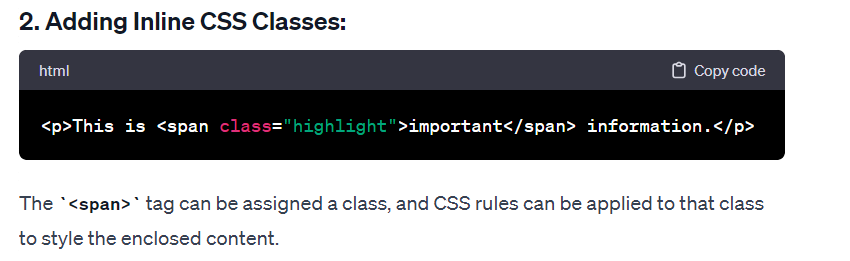 2. Adding Inline CSS Classes:
html
Copy code
<p>This is <span class="highlight">important</span> information.</p>
The `<span>` tag can be assigned a class, and CSS rules can be applied to that class
to style the enclosed content.